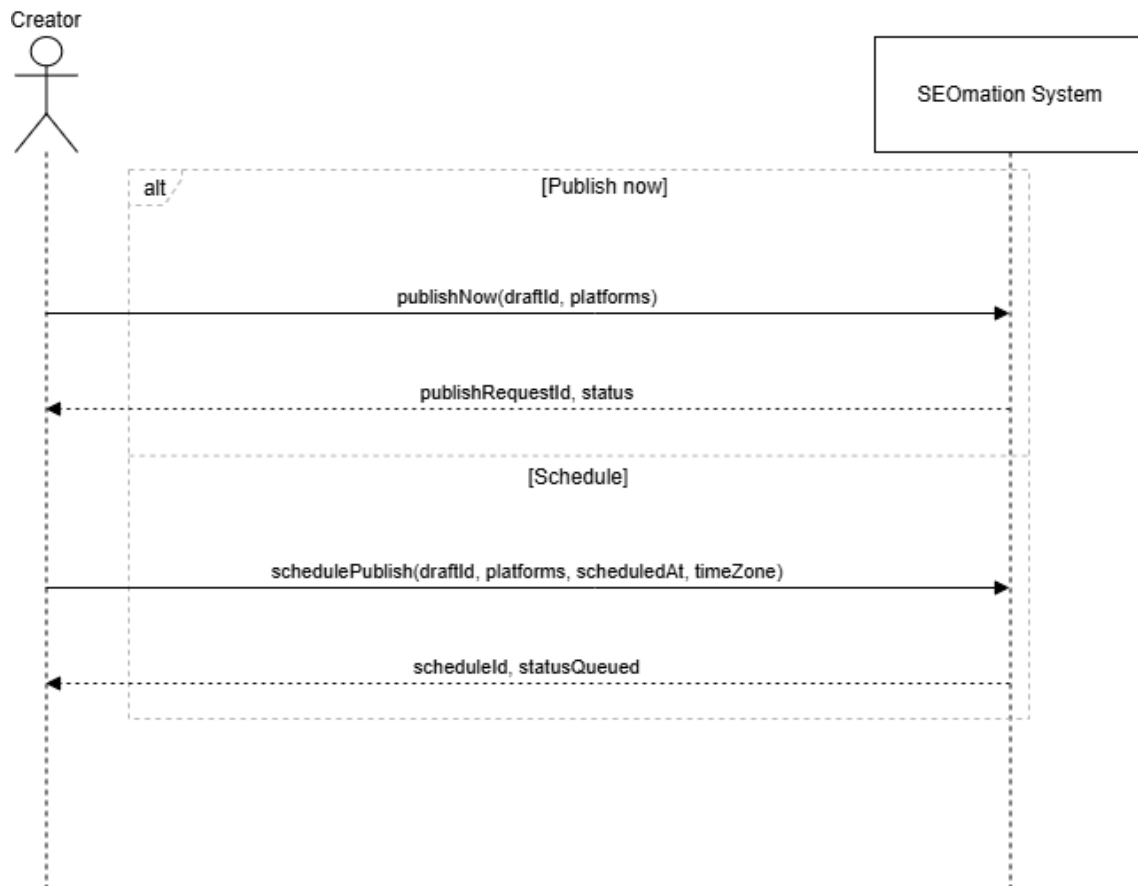 Creator
SEOmation System
alt
[Publish now]
publishNow(draftId, platforms)
publishRequestId, status
[Schedule]
schedulePublish(draftId, platforms, scheduledAt, timeZone)
scheduleId, statusQueued